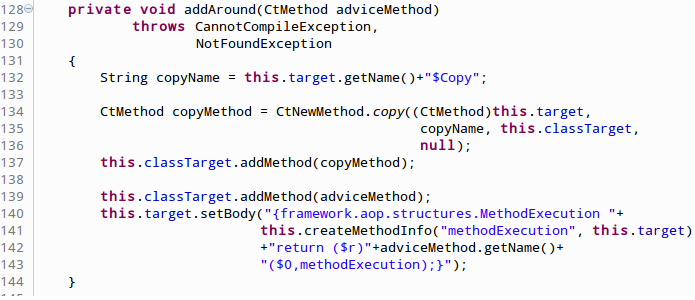 128 private void addAround(CtMethod adviceMethod)
129 throws CannotCompileException,
130 NotFoundException
131 {
132 String copyName = this.target.getName()+"$Copy";
133
134 CtMethod copyMethod = CtNewMethod.copy((CtMethod)this.target,
135 copyName, this.classTarget,
136 null);
137 this.classTarget.addMethod(copyMethod);
138
139 this.classTarget.addMethod(adviceMethod);
140 this.target.setBody("{framework.aop.structures.MethodExecution "+
141 this.createMethodInfo("methodExecution", this.target)
142 +"return ($r)"+adviceMethod.getName()+
143 "($0,methodExecution);}");
144 }